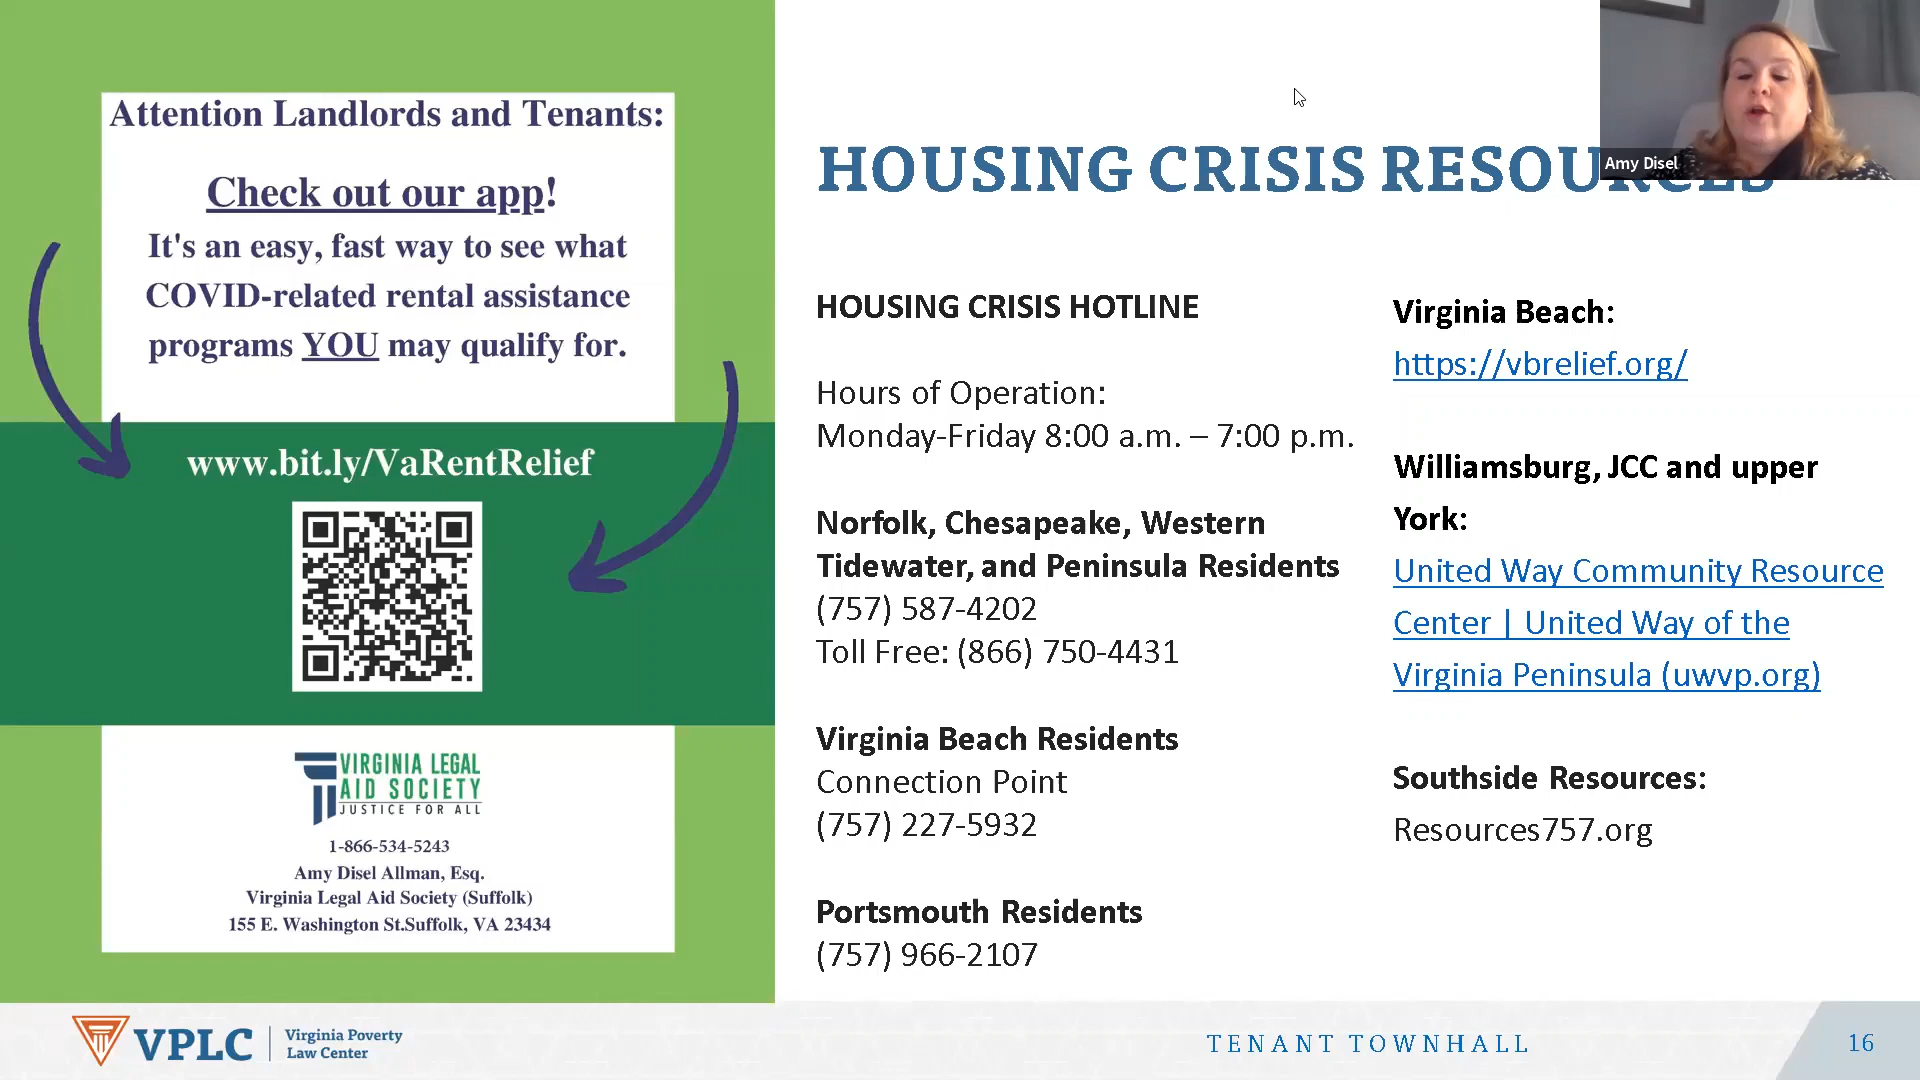 Attention Landlords and Tenants:
Check out our app!
It's an easy, fast way to see what
COVID-related rental assistance
programs YOU may qualify for.
www.bit.ly/VaRentRelief
VIRGINIA LEGAL
AID SOCIETY
JUSTICE FOR ALL
1-866-534-5243
Amy Disel Allman, Esq.
Virginia Legal Aid Society (Suffolk)
155 E. Washington St.Suffolk, VA 23434
HOUSING CRISIS RESOURCES
Amy Disel
HOUSING CRISIS HOTLINE
Hours of Operation:
Monday-Friday 8:00 a.m. – 7:00 p.m.
Norfolk, Chesapeake, Western
Tidewater, and Peninsula Residents
(757) 587-4202
Toll Free: (866) 750-4431
Virginia Beach Residents
Connection Point
(757) 227-5932
Portsmouth Residents
(757) 966-2107
Virginia Beach:
https://vbrelief.org/
Williamsburg, JCC and upper
York:
United Way Community Resource
Center | United Way of the
Virginia Peninsula (uwvp.org)
Southside Resources:
Resources757.org
VPLC
Virginia Poverty
Law Center
TENANT TOWNHALL
16